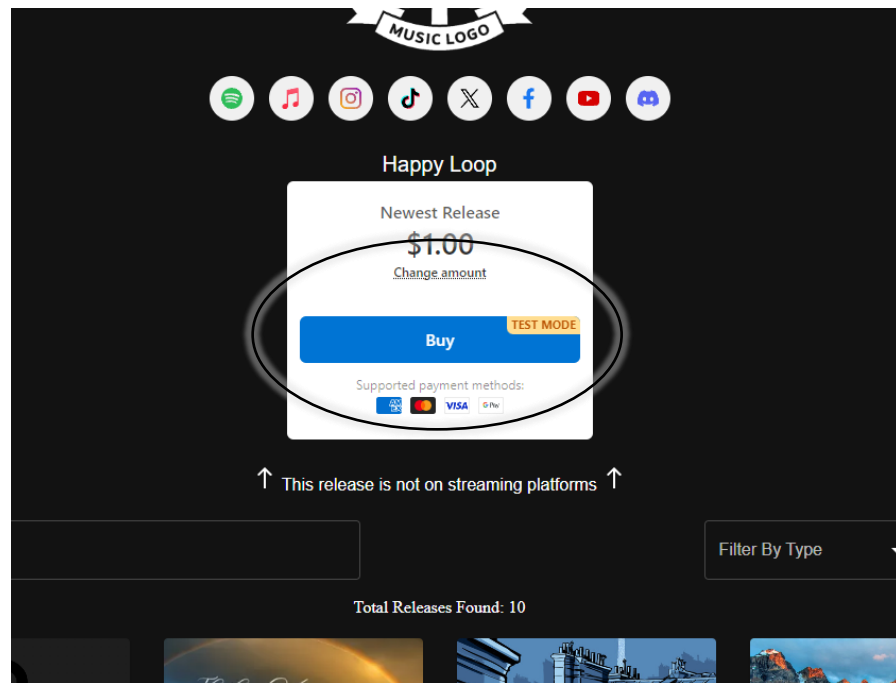 MUSIC LOGO
Happy Loop
Newest Release
$1.00
Change amount
TEST MODE
Buy
Supported payment methods:
VISA
G Pay
↑ This release is not on streaming platforms ↑
Filter By Type
Total Releases Found: 10